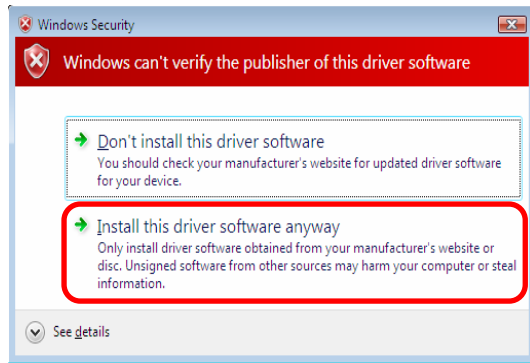 Windows Security
Windows can't verify the publisher of this driver software
Don't install this driver software
You should check your manufacturer's website for updated driver software
for your device.
Install this driver software anyway
Only install driver software obtained from your manufacturer's website or
disc. Unsigned software from other sources may harm your computer or steal
information.
See details